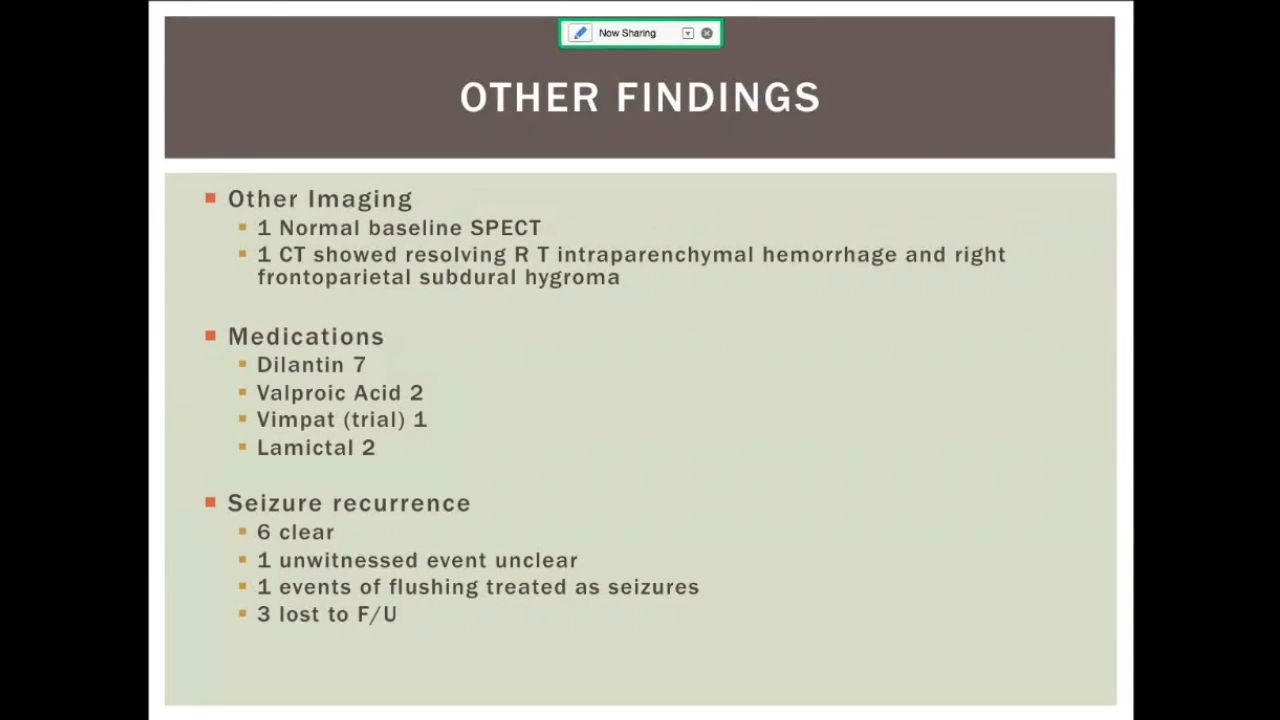 Now Sharing
OTHER FINDINGS
Other Imaging
1 Normal baseline SPECT
1 CT showed resolving R T intraparenchymal hemorrhage and right
frontoparietal subdural hygroma
Medications
Dilantin 7
Valproic Acid 2
Vimpat (trial) 1
Lamictal 2
Seizure recurrence
6 clear
1 unwitnessed event unclear
1 events of flushing treated as seizures
3 lost to F/U